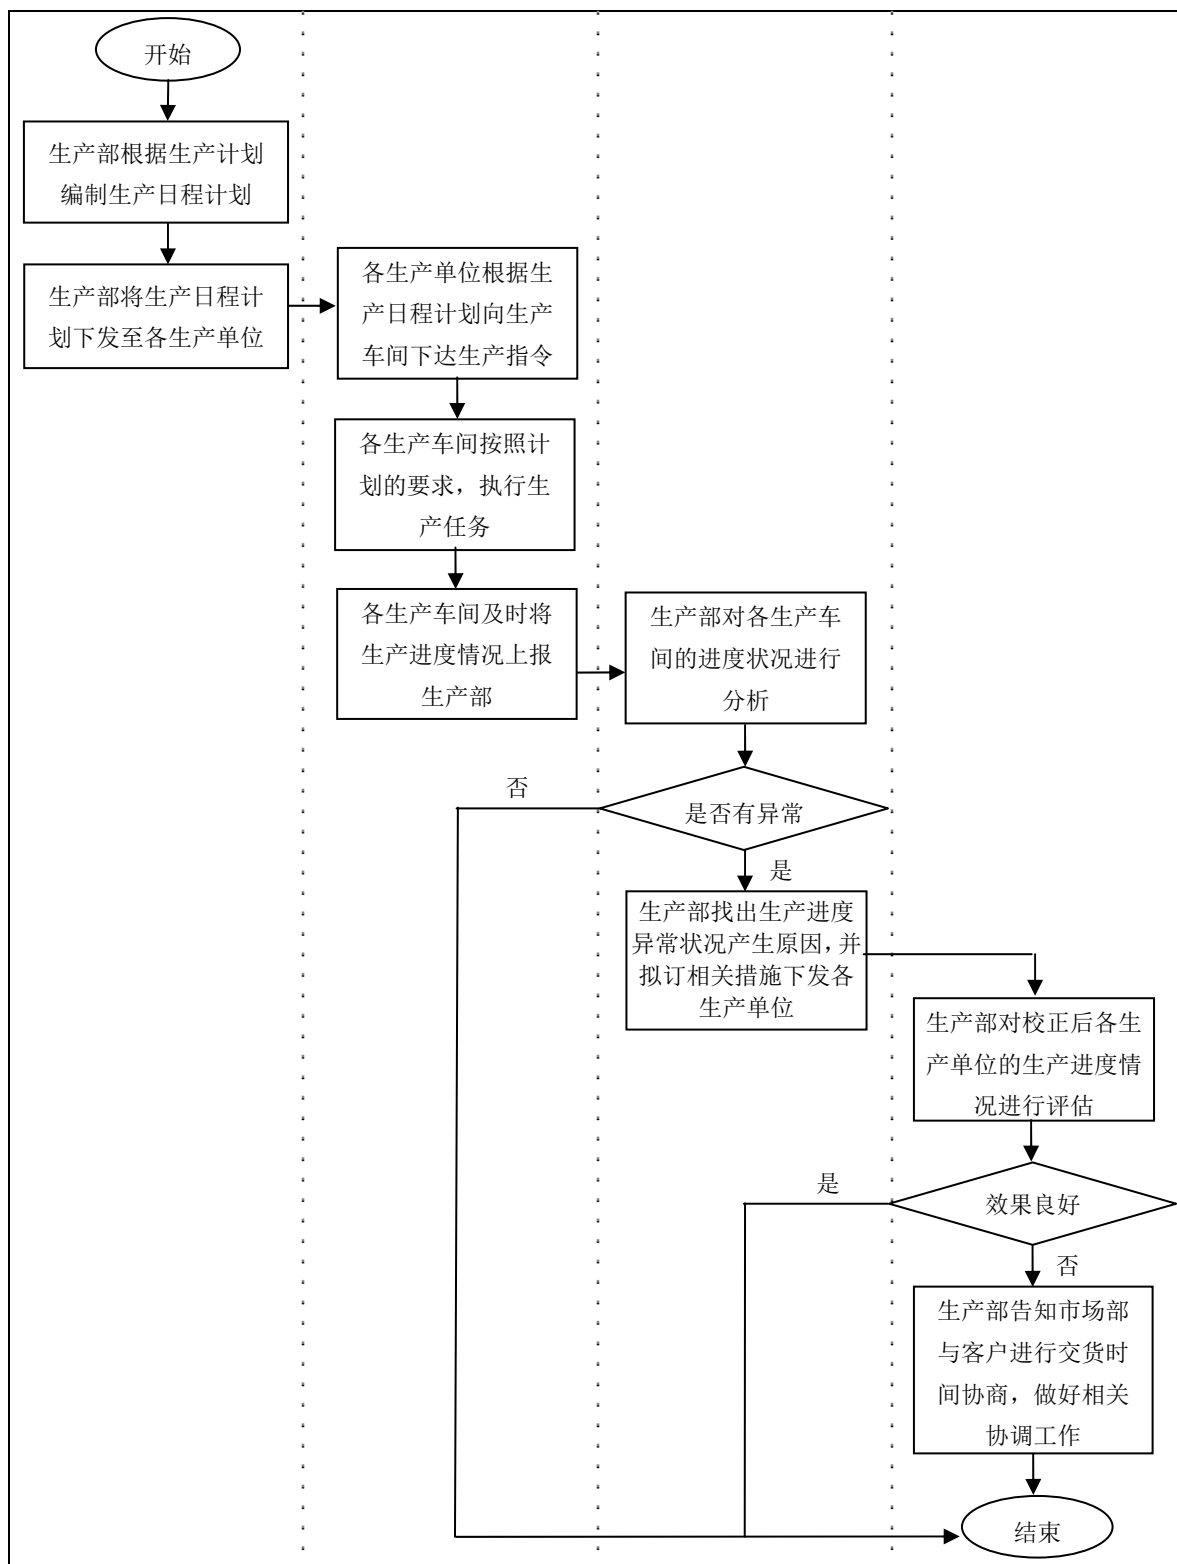 开始
生产部根据生产计划
编制生产日程计划
生产部将生产日程计
划下发至各生产单位
各生产单位根据生
产日程计划向生产
车间下达生产指令
各生产车间按照计
划的要求，执行生
产任务
各生产车间及时将
生产进度情况上报
生产部
生产部对各生产车
间的进度状况进行
分析
否
是否有异常
是
生产部找出生产进度
异常状况产生原因，并
拟订相关措施下发各
生产单位
生产部对校正后各生
产单位的生产进度情
况进行评估
是
效果良好
否
生产部告知市场部
与客户进行交货时
间协商，做好相关
协调工作
结束